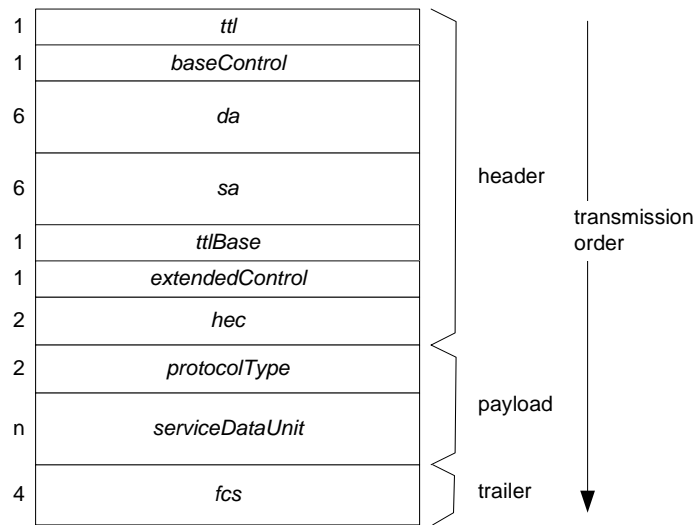 1 ttl
1 baseControl
6 da
6 sa
header
transmission
order
1 ttlBase
1 extendedControl
2 hec
2 protocolType
payload
n serviceDataUnit
4 fcs
trailer